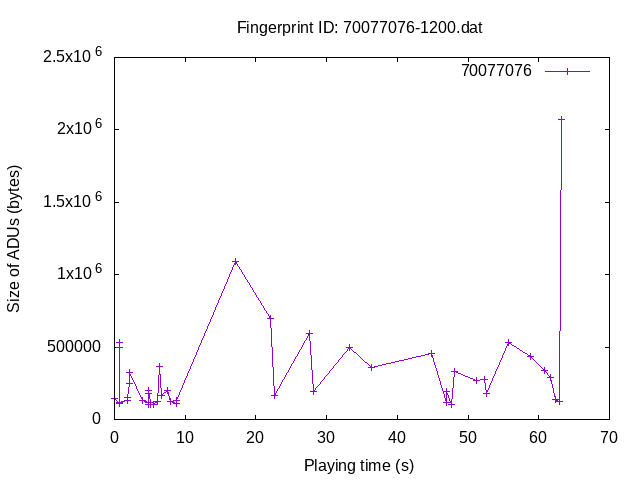 Fingerprint ID: 70077076-1200.dat
70077076
2.5x10^6
2x10^6
1.5x10^6
1x10^6
500000
0
Size of ADUs (bytes)
0 10 20 30 40 50 60 70
Playing time (s)